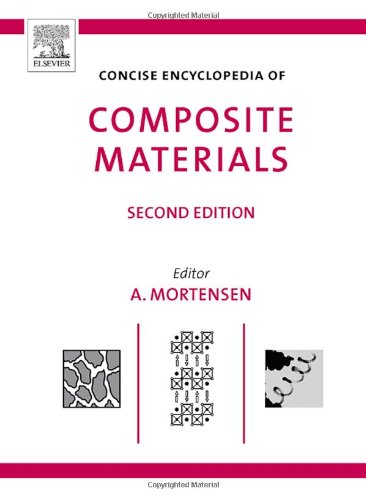 Copyrighted Material
ELSEVIER
CONCISE ENCYCLOPEDIA OF
COMPOSITE
MATERIALS
SECOND EDITION
Editor
A. MORTENSEN
Copyrighted Material